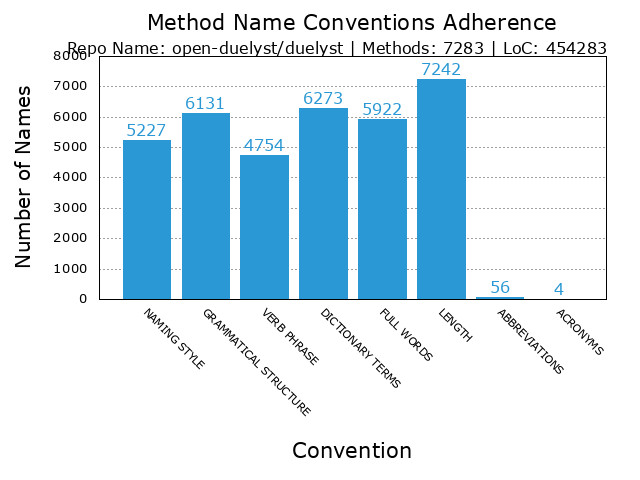 Method Name Conventions Adherence
Repo Name: open-duelyst/duelyst | Methods: 7283 | LoC: 454283
Number of Names
8000
7000
6000
5000
4000
3000
2000
1000
0
5227
6131
4754
6273
5922
7242
56
4
NAMING STYLE
GRAMMATICAL STRUCTURE
VERB PHRASE
DICTIONARY TERMS
FULL WORDS
LENGTH
ABBREVIATIONS
ACRONYMS
Convention